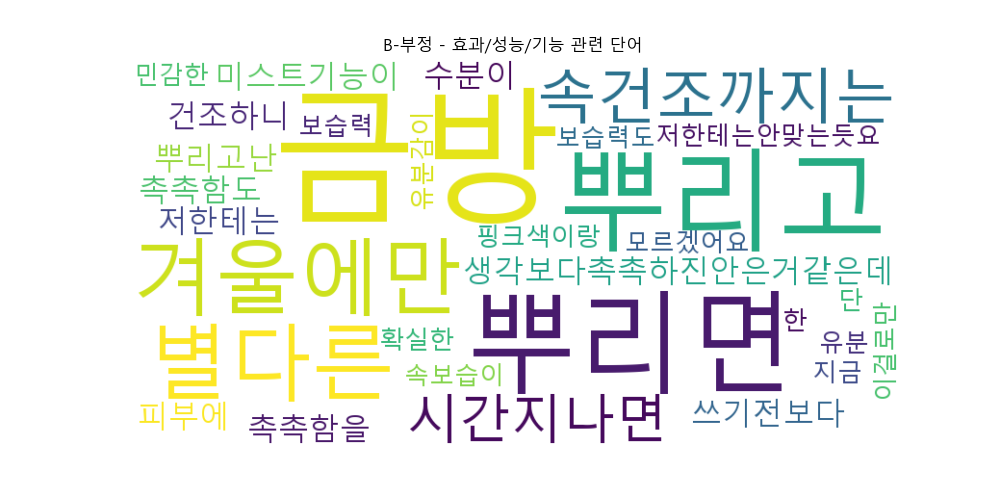 B-부정 - 효과/성능/기능 관련 단어
민감한
미스트기능이
수분이
속건조까지는
건조하니
보습력
곰방
유분감이
보습력도
저한테는안맞는듯요
뿌리고난
촉촉함도
저한테는
뿌리고
핑크색이랑
모르겠어요
겨울에만
생각보다촉촉하진안은거같은데
단
별다른
확실한
뿌리면
한
유분
이걸로만
속보습이
지금
피부에
촉촉함을
시간지나면
쓰기전보다